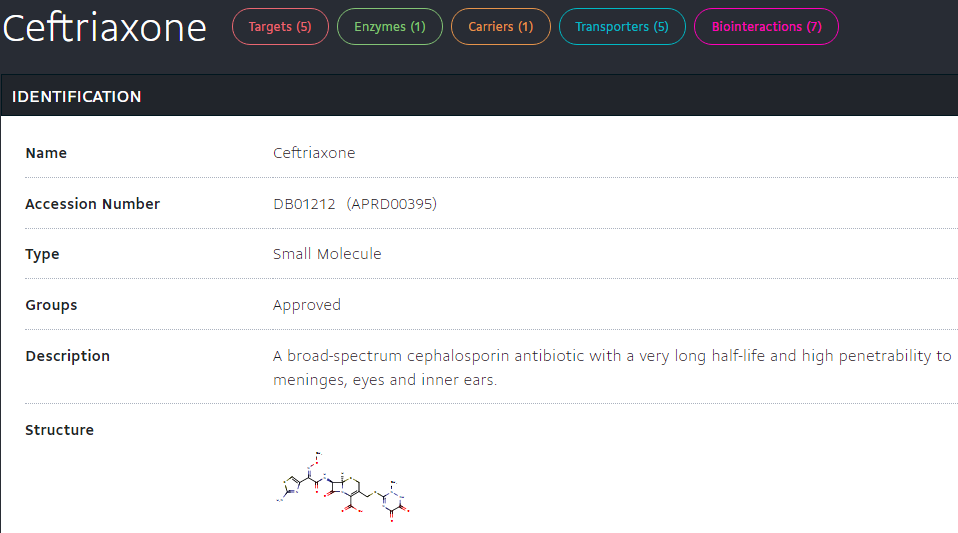 Ceftriaxone Targets (5) Enzymes (1) Carriers (1) Transporters (5) Biointeractions (7)
IDENTIFICATION
Name Ceftriaxone
Accession Number DB01212 (APRD00395)
Type Small Molecule
Groups Approved
Description A broad-spectrum cephalosporin antibiotic with a very long half-life and high penetrability to
meninges, eyes and inner ears.
Structure